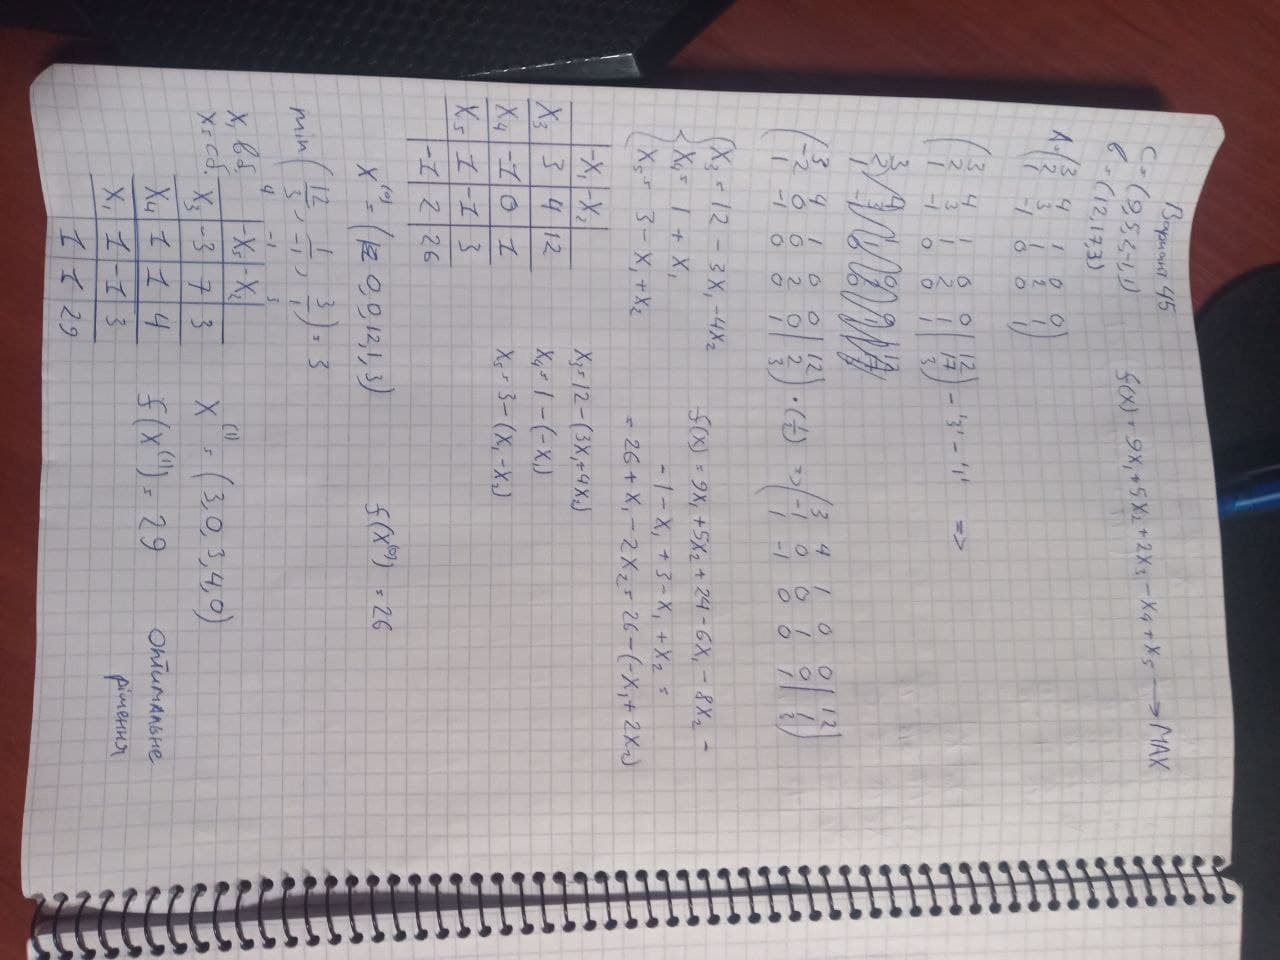 Варіант 45
C = (9,5,2,-1,1)
b = (12,17,3)
f(x) = 9x₁+5x₂+2x₃-x₄+x₅ → MAX
A = (3 4 1 0 0
2 3 1 2 1
1 -1 0 0 1)
(3 4 1 0 0 | 12
2 3 1 2 1 | 17
1 -1 0 0 1 | 3) -"3" -"1" =>
(3 4 1 0 0 | 12
-2 0 0 2 0 | 2
1 -1 0 0 1 | 3) · (1/2) => (3 4 1 0 0 | 12
-1 0 0 1 0 | 1
1 -1 0 0 1 | 3)
{ x₃ = 12 - 3x₁ - 4x₂
x₄ = 1 + x₁
x₅ = 3 - x₁ + x₂
f(x) = 9x₁ + 5x₂ + 24 - 6x₁ - 8x₂ -
- 1 - x₁ + 3 - x₁ + x₂ =
= 26 + x₁ - 2x₂ = 26 - (-x₁ + 2x₂)
x₃ = 12 - (3x₁+4x₂)
x₄ = 1 - (-x₁)
x₅ = 3 - (x₁-x₂)
-x₁ -x₂
x₃ 3 4 12
x₄ -1 0 1
x₅ 1 -1 3
-1 2 26
x⁽⁰⁾ = (0,0,12,1,3) f(x⁽⁰⁾) = 26
min (12/3, 1/-1, 3/1) = 3
4 -1 3
x₁ вб.
x₅ сб.
-x₅ -x₂
x₃ -3 7 3
x₄ 1 -1 4
x₁ 1 -1 3
1 1 29
x⁽¹⁾ = (3,0,3,4,0)
f(x⁽¹⁾) = 29 Оптимальне
рішення